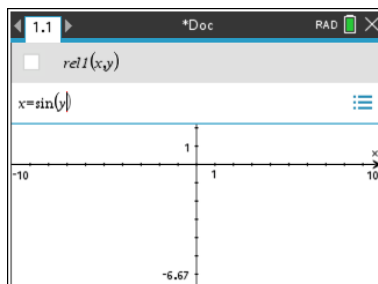 1.1 *Doc RAD
rel1(x,y)
x=sin(y)
1
x
-10 1 10
-6.67